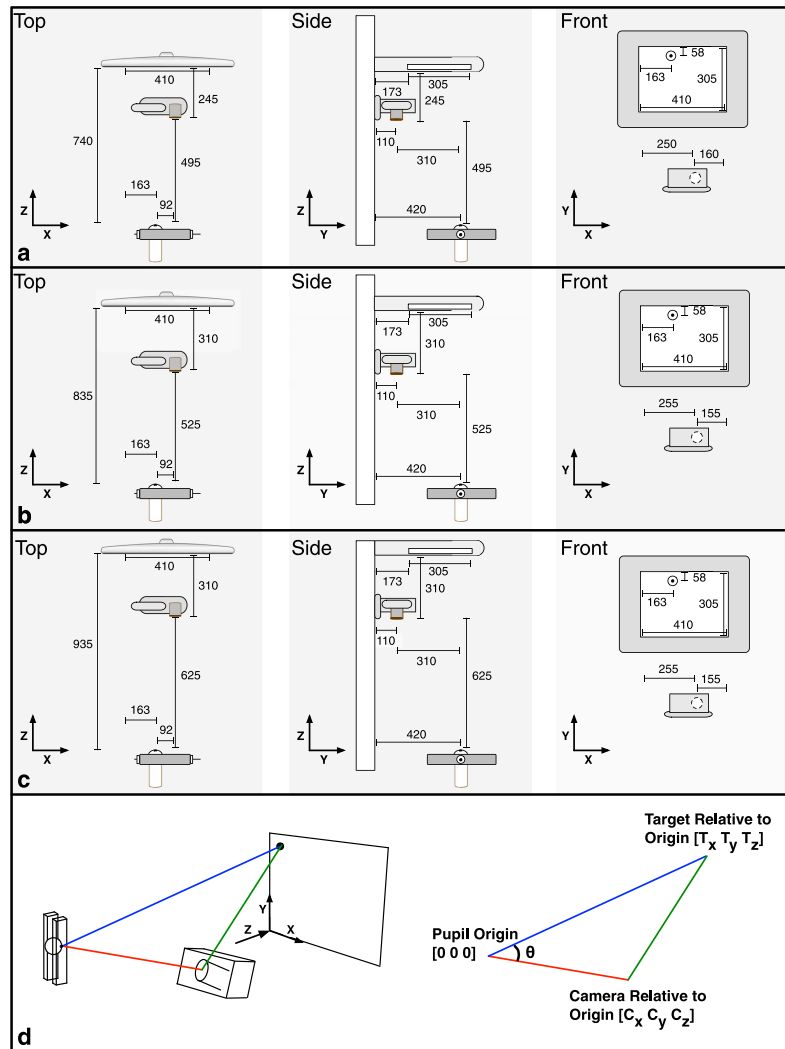 Top
Side
Front
410
245
740
495
163
92
Z
X
a
173
305
245
110
310
495
420
Z
Y
58
163
305
410
250
160
Y
X
Top
Side
Front
410
310
835
525
163
92
Z
X
b
173
305
310
110
310
525
420
Z
Y
58
163
305
410
255
155
Y
X
Top
Side
Front
410
310
935
625
163
92
Z
X
c
173
305
310
110
310
625
420
Z
Y
58
163
305
410
255
155
Y
X
Y
Z
X
d
Target Relative to
Origin [Tx Ty Tz]
Pupil Origin
[0 0 0]
θ
Camera Relative to
Origin [Cx Cy Cz]